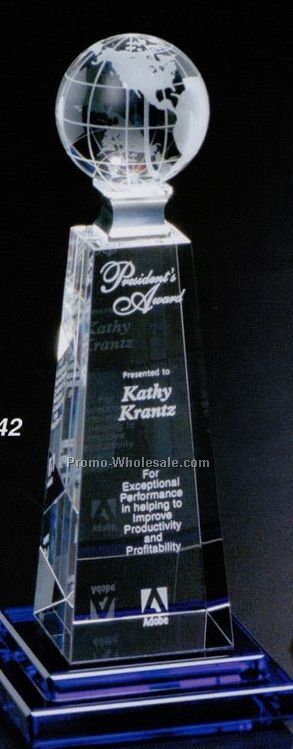 President's
Award
Presented to
Kathy
Krantz
42
Promo-Wholesale.com
For
Exceptional
Performance
in helping to
Improve
Productivity
and
Profitability
Adobe